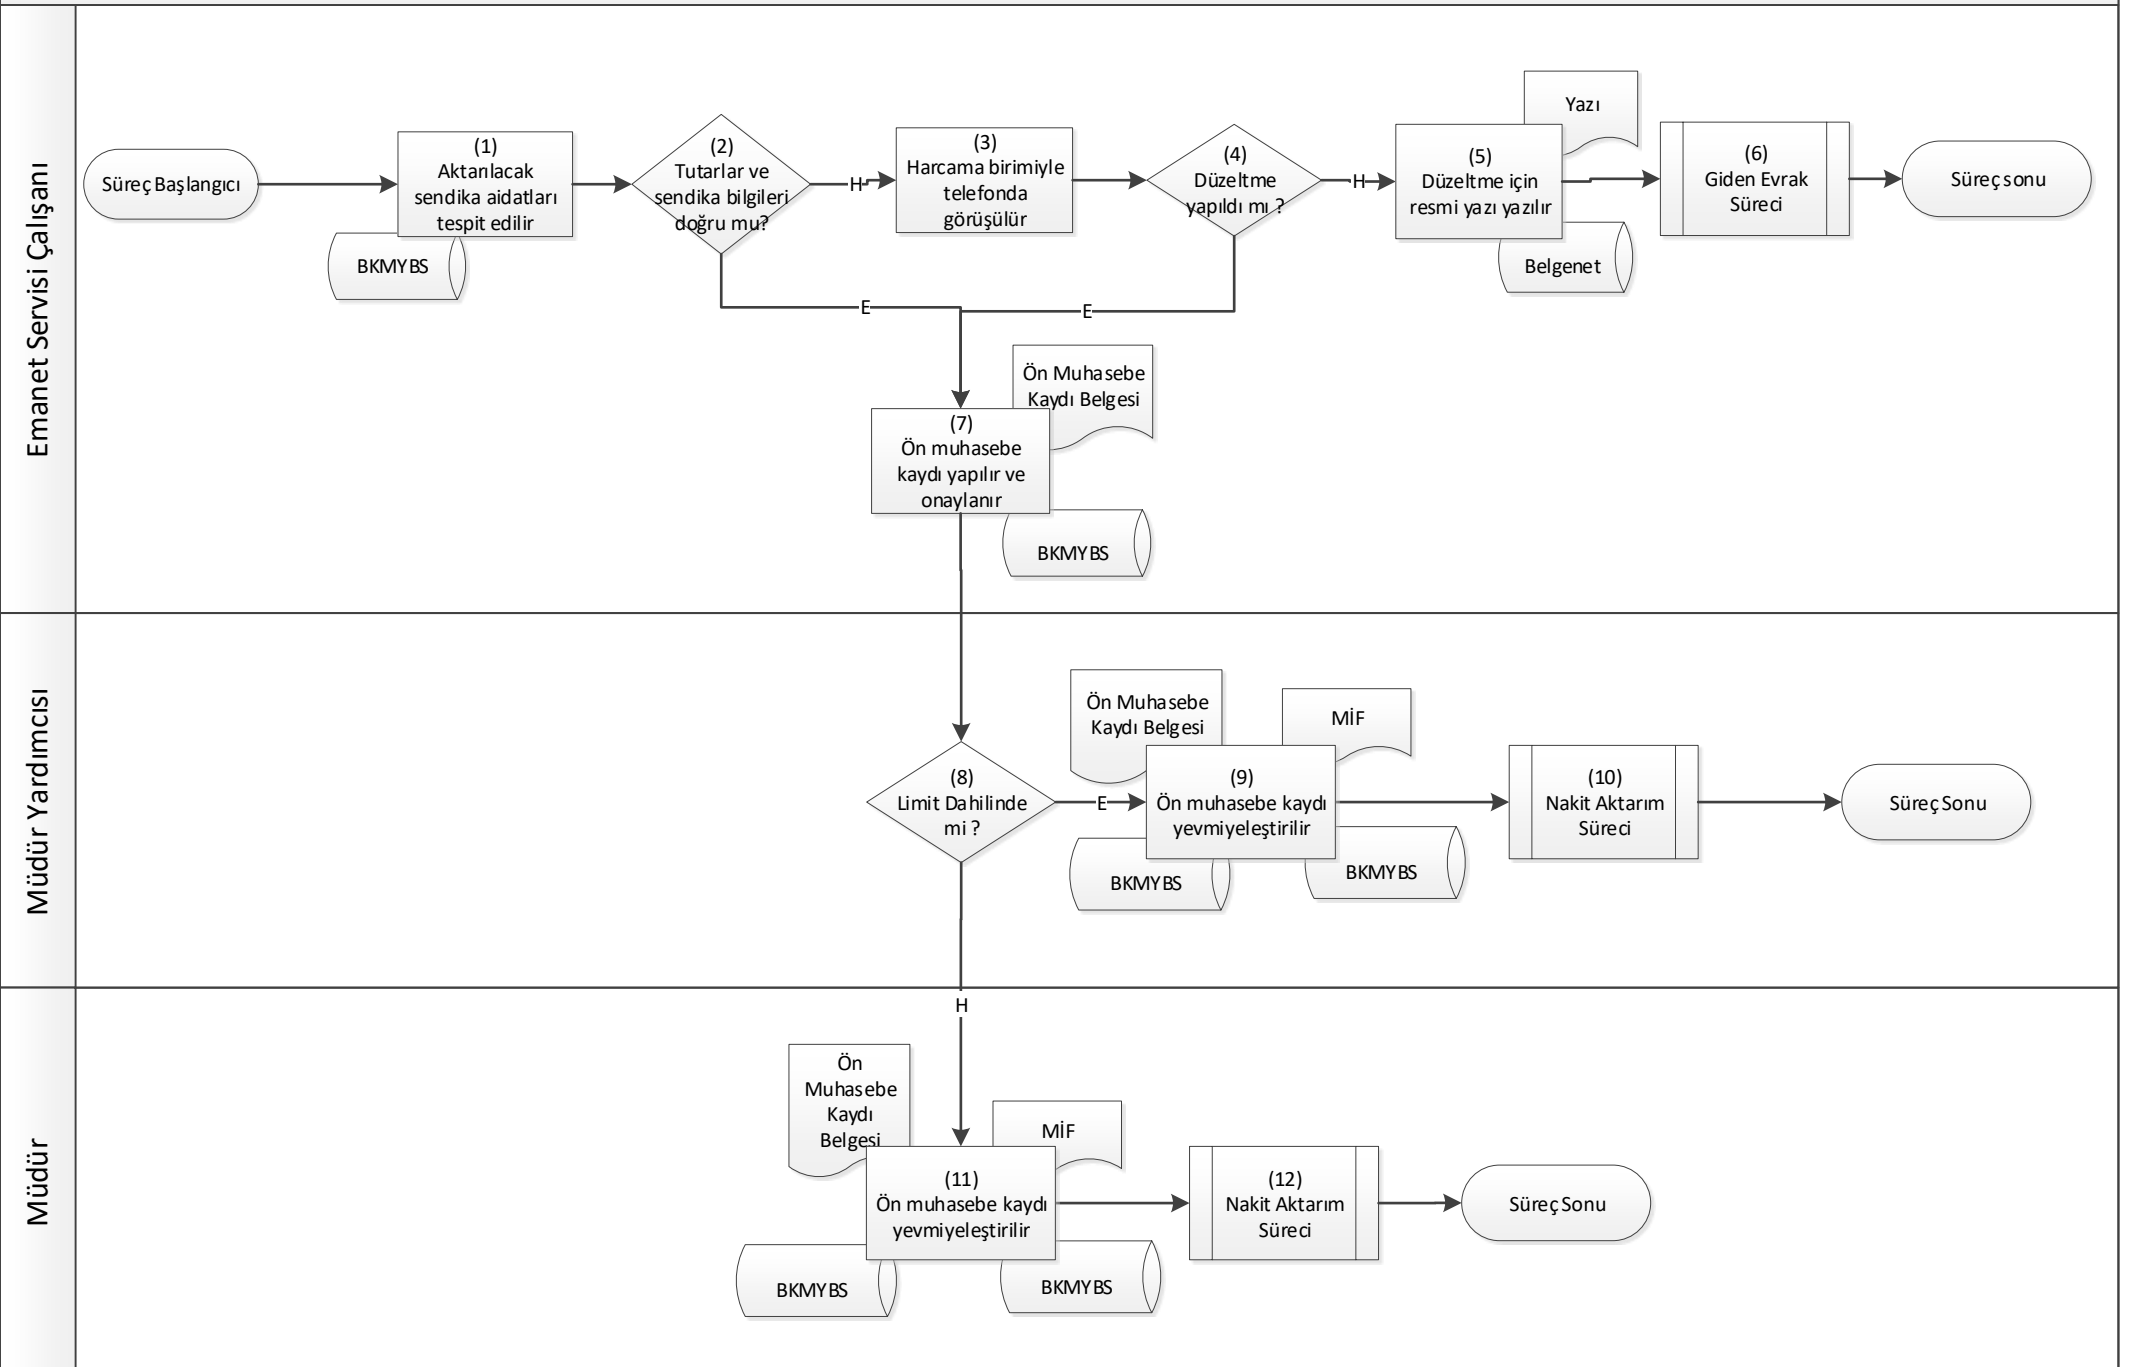 Emanet Servisi Çalışanı
Süreç Başlangıcı
(1)
Aktarılacak
sendika aidatları
tespit edilir
BKMYBS
(2)
Tutarlar ve
sendika bilgileri
doğru mu?
H
E
(3)
Harcama birimiyle
telefonda
görüşülür
(4)
Düzeltme
yapıldı mı ?
H
E
Yazı
(5)
Düzeltme için
resmi yazı yazılır
Belgenet
(6)
Giden Evrak
Süreci
Süreç sonu
Ön Muhasebe
Kaydı Belgesi
(7)
Ön muhasebe
kaydı yapılır ve
onaylanır
BKMYBS
Müdür Yardımcısı
(8)
Limit Dahilinde
mi ?
E
Ön Muhasebe
Kaydı Belgesi
MİF
(9)
Ön muhasebe kaydı
yevmiyeleştirilir
BKMYBS
BKMYBS
(10)
Nakit Aktarım
Süreci
Süreç Sonu
H
Müdür
Ön
Muhasebe
Kaydı
Belgesi
MİF
(11)
Ön muhasebe kaydı
yevmiyeleştirilir
BKMYBS
BKMYBS
(12)
Nakit Aktarım
Süreci
Süreç Sonu